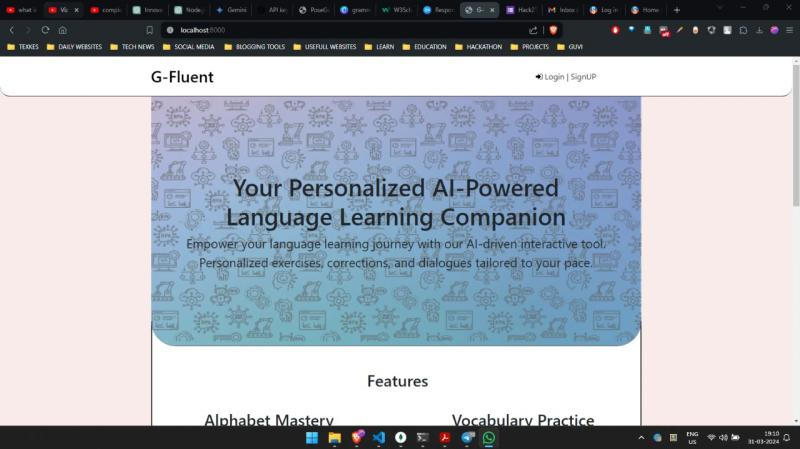 what i
Vi
compl
Innov
Node
Gemini
API key
PoseG
W3Sch
Respon
G-
Hack2
Inbox
Log in
Home
localhost:8000
TEXKES
DAILY WEBSITES
TECH NEWS
SOCIAL MEDIA
BLOGGING TOOLS
USEFULL WEBSITES
LEARN
EDUCATION
HACKATHON
PROJECTS
GUVI
G-Fluent
Login | SignUP
Your Personalized AI-Powered
Language Learning Companion
Empower your language learning journey with our AI-driven interactive tool.
Personalized exercises, corrections, and dialogues tailored to your pace.
Features
Alphabet Mastery
Vocabulary Practice
ENG
US
19:10
31-03-2024